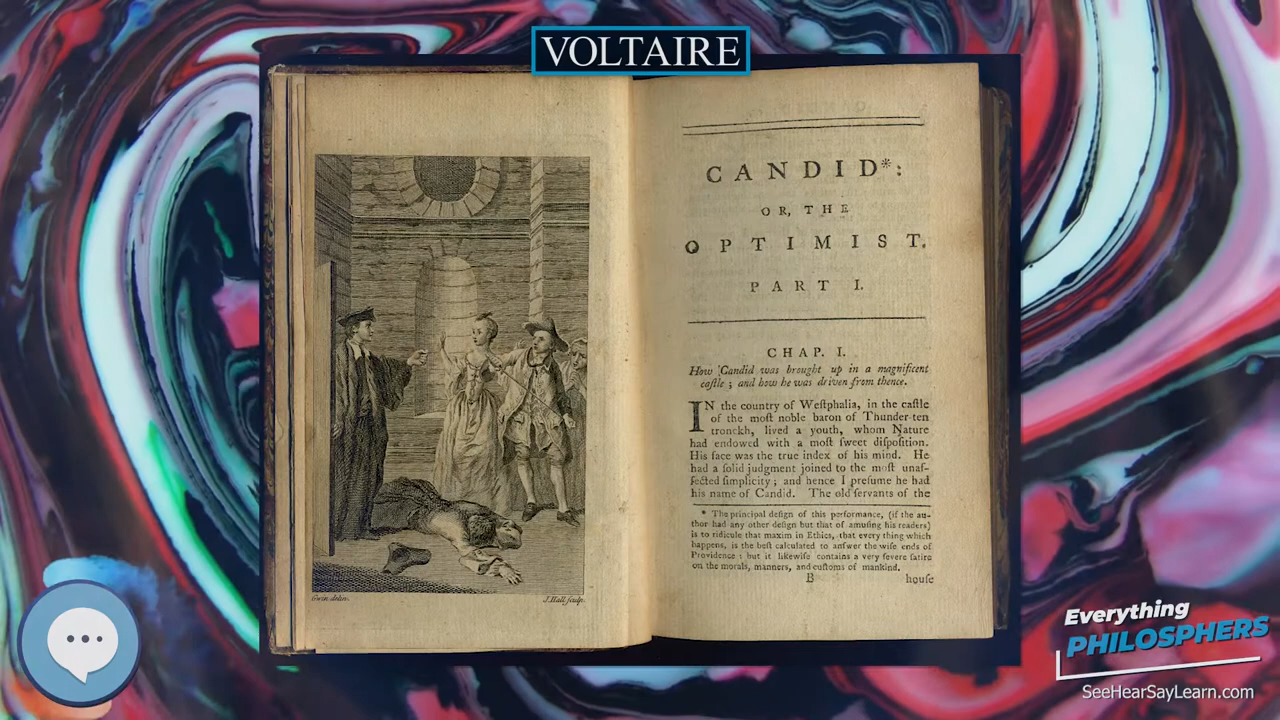 VOLTAIRE
CANDID*:
OR, THE
OPTIMIST.
PART I.
CHAP. I.
How Candid was brought up in a magnificent
caſtle ; and how he was driven from thence.
IN the country of Weſtphalia, in the caſtle
of the moſt noble baron of Thunder-ten
tronckh, lived a youth, whom Nature
had endowed with a moſt ſweet diſpoſition.
His face was the true index of his mind. He
had a ſolid judgment joined to the moſt unaf-
fected ſimplicity ; and hence I preſume he had
his name of Candid. The old ſervants of the
* The principal deſign of this performance, (if the au-
thor had any other deſign but that of amuſing his readers)
is to ridicule that maxim in Ethics, that every thing which
happens, is the beſt calculated to anſwer the wiſe ends of
Providence : but it likewiſe contains a very ſevere ſatire
on the morals, manners, and cuſtoms of mankind.
B houſe
Gwin delin.
J. Hall ſculp.
Everything
PHILOSPHERS
SeeHearSayLearn.com